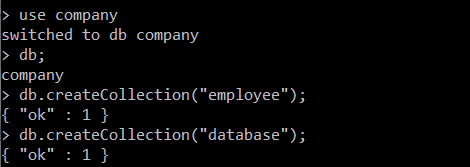 > use company
switched to db company
> db;
company
> db.createCollection("employee");
{ "ok" : 1 }
> db.createCollection("database");
{ "ok" : 1 }